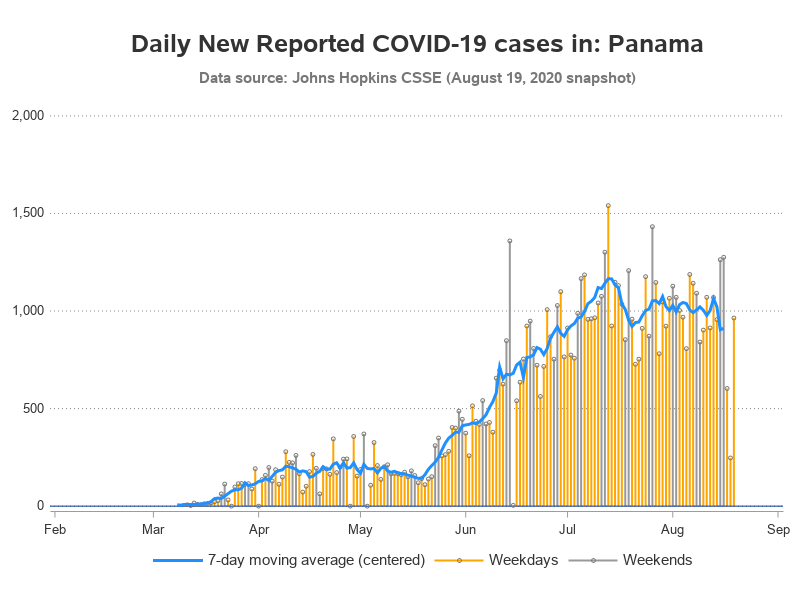 Daily New Reported COVID-19 cases in: Panama
Data source: Johns Hopkins CSSE (August 19, 2020 snapshot)
2,000
1,500
1,000
500
0
Feb Mar Apr May Jun Jul Aug Sep
7-day moving average (centered) Weekdays Weekends